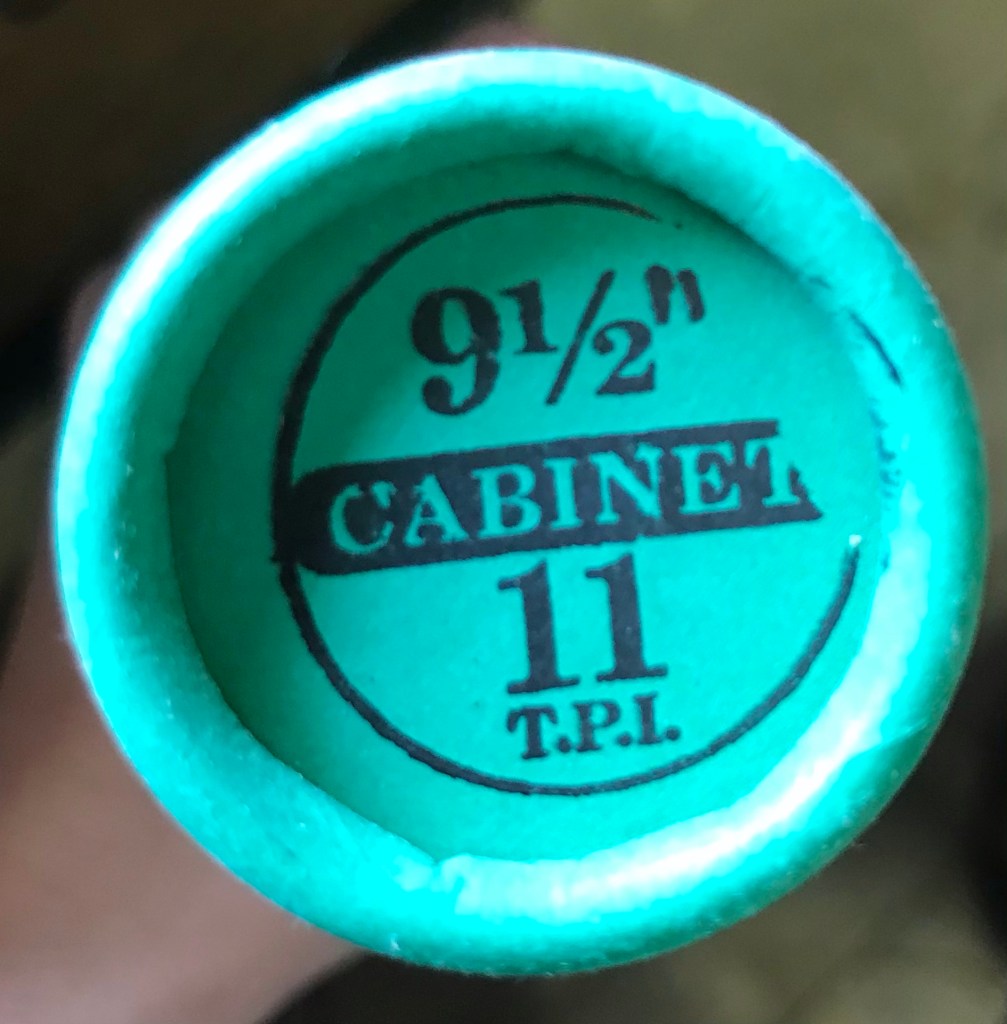 9½"
CABINET
11
T.P.I.